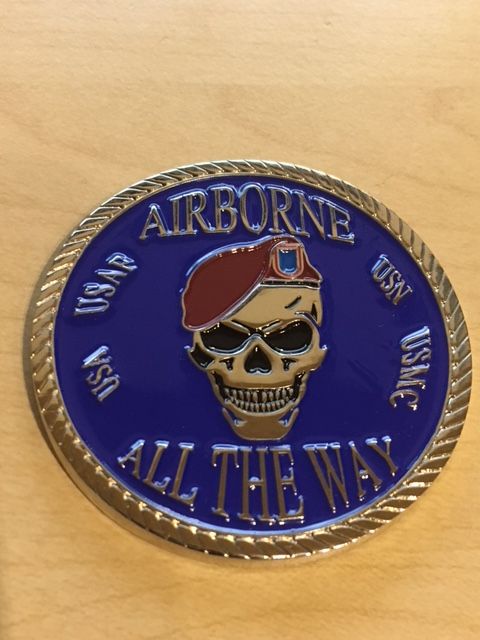 AIRBORNE
USAF
USN
USA
USMC
ALL THE WAY